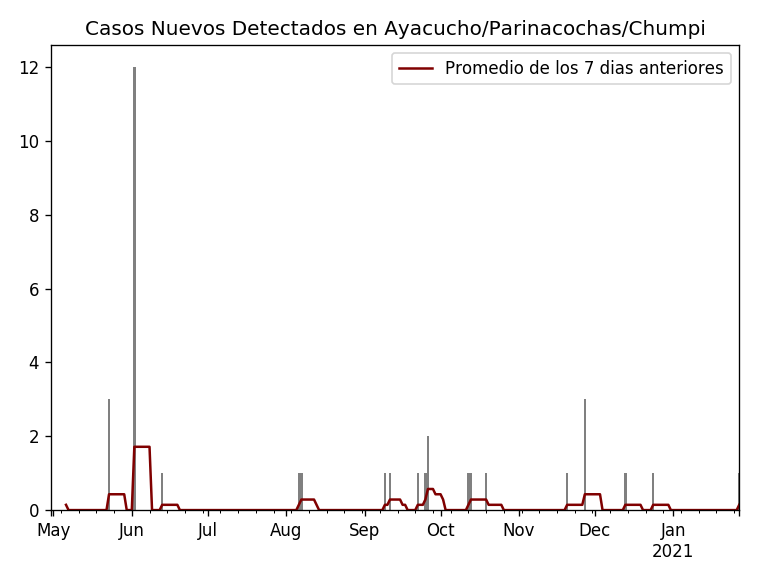 Casos Nuevos Detectados en Ayacucho/Parinacochas/Chumpi
Promedio de los 7 dias anteriores
12
10
8
6
4
2
0
May Jun Jul Aug Sep Oct Nov Dec Jan
2021